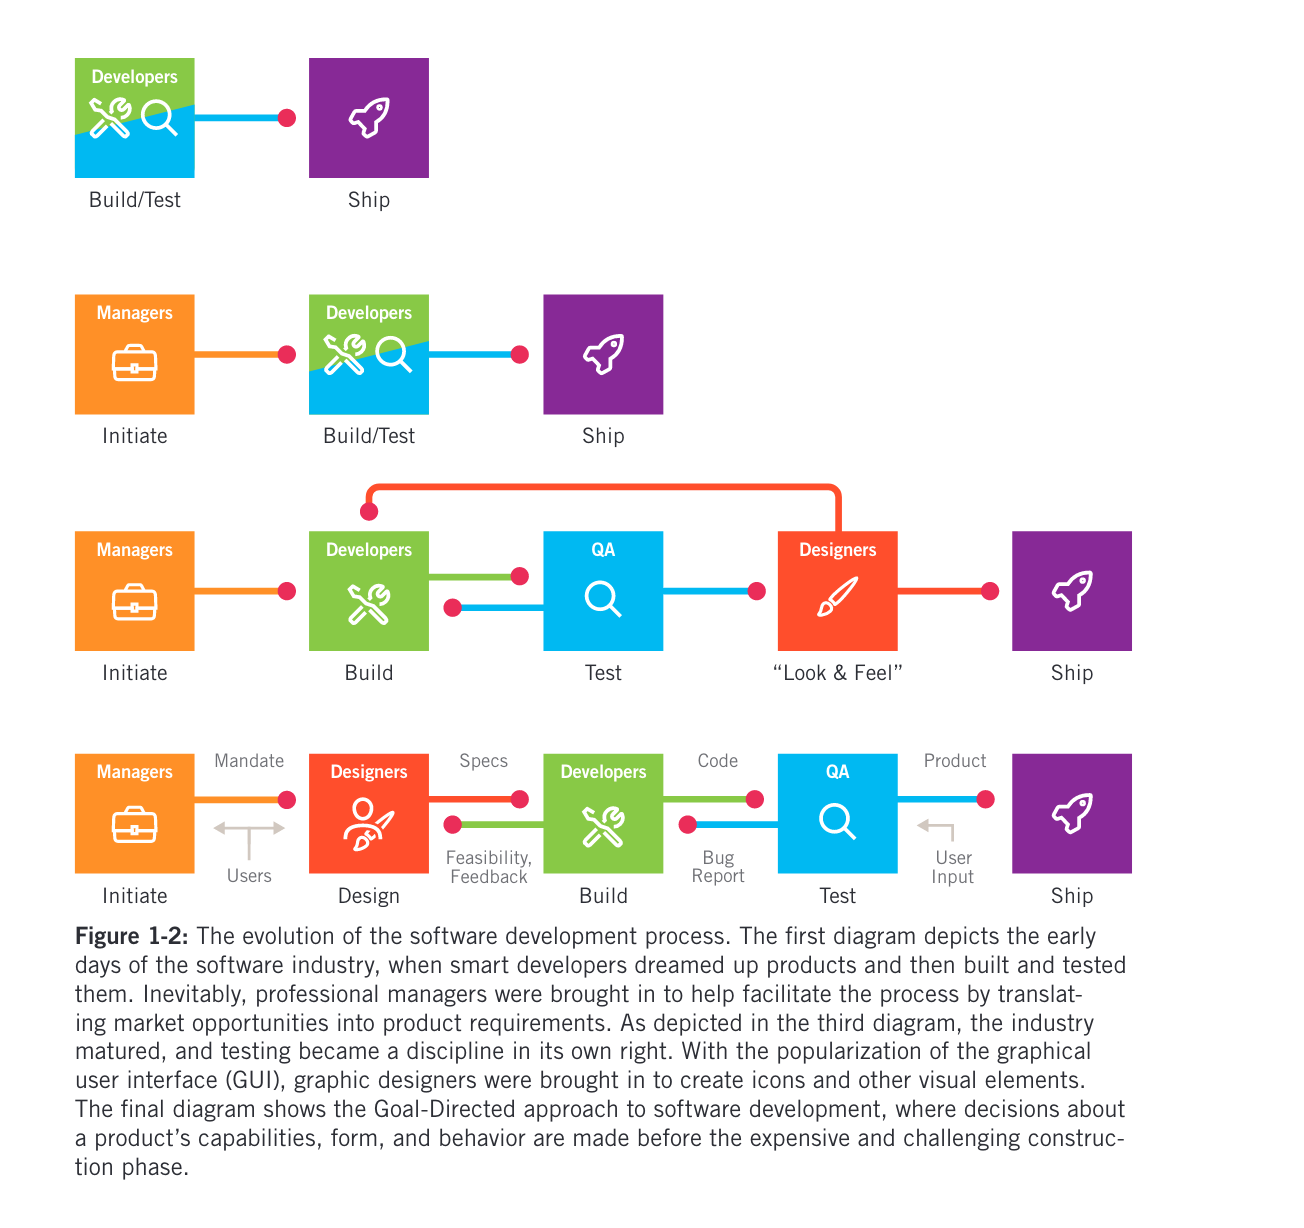 Developers
Build/Test
Ship
Managers
Developers
Initiate
Build/Test
Ship
Managers
Developers
QA
Designers
Initiate
Build
Test
“Look & Feel”
Ship
Managers
Mandate
Designers
Specs
Developers
Code
QA
Product
Users
Feasibility,
Feedback
Bug
Report
User
Input
Initiate
Design
Build
Test
Ship
Figure 1-2: The evolution of the software development process. The first diagram depicts the early
days of the software industry, when smart developers dreamed up products and then built and tested
them. Inevitably, professional managers were brought in to help facilitate the process by translat-
ing market opportunities into product requirements. As depicted in the third diagram, the industry
matured, and testing became a discipline in its own right. With the popularization of the graphical
user interface (GUI), graphic designers were brought in to create icons and other visual elements.
The final diagram shows the Goal-Directed approach to software development, where decisions about
a product’s capabilities, form, and behavior are made before the expensive and challenging construc-
tion phase.